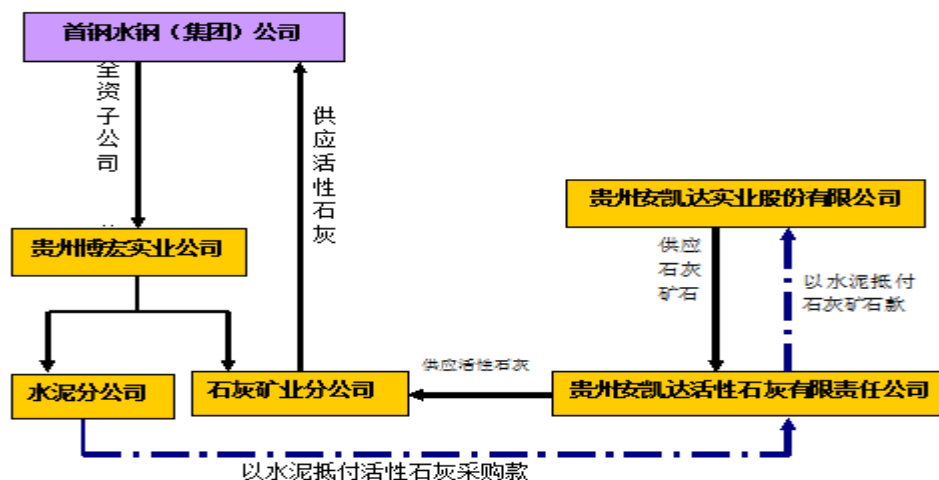 首钢水钢（集团）公司
全资子公司
供应活性石灰
贵州安凯达实业股份有限公司
贵州博宏实业公司
供应
石灰
矿石
以水泥抵付
石灰矿石款
供应活性石灰
水泥分公司
石灰矿业分公司
贵州安凯达活性石灰有限责任公司
以水泥抵付活性石灰采购款